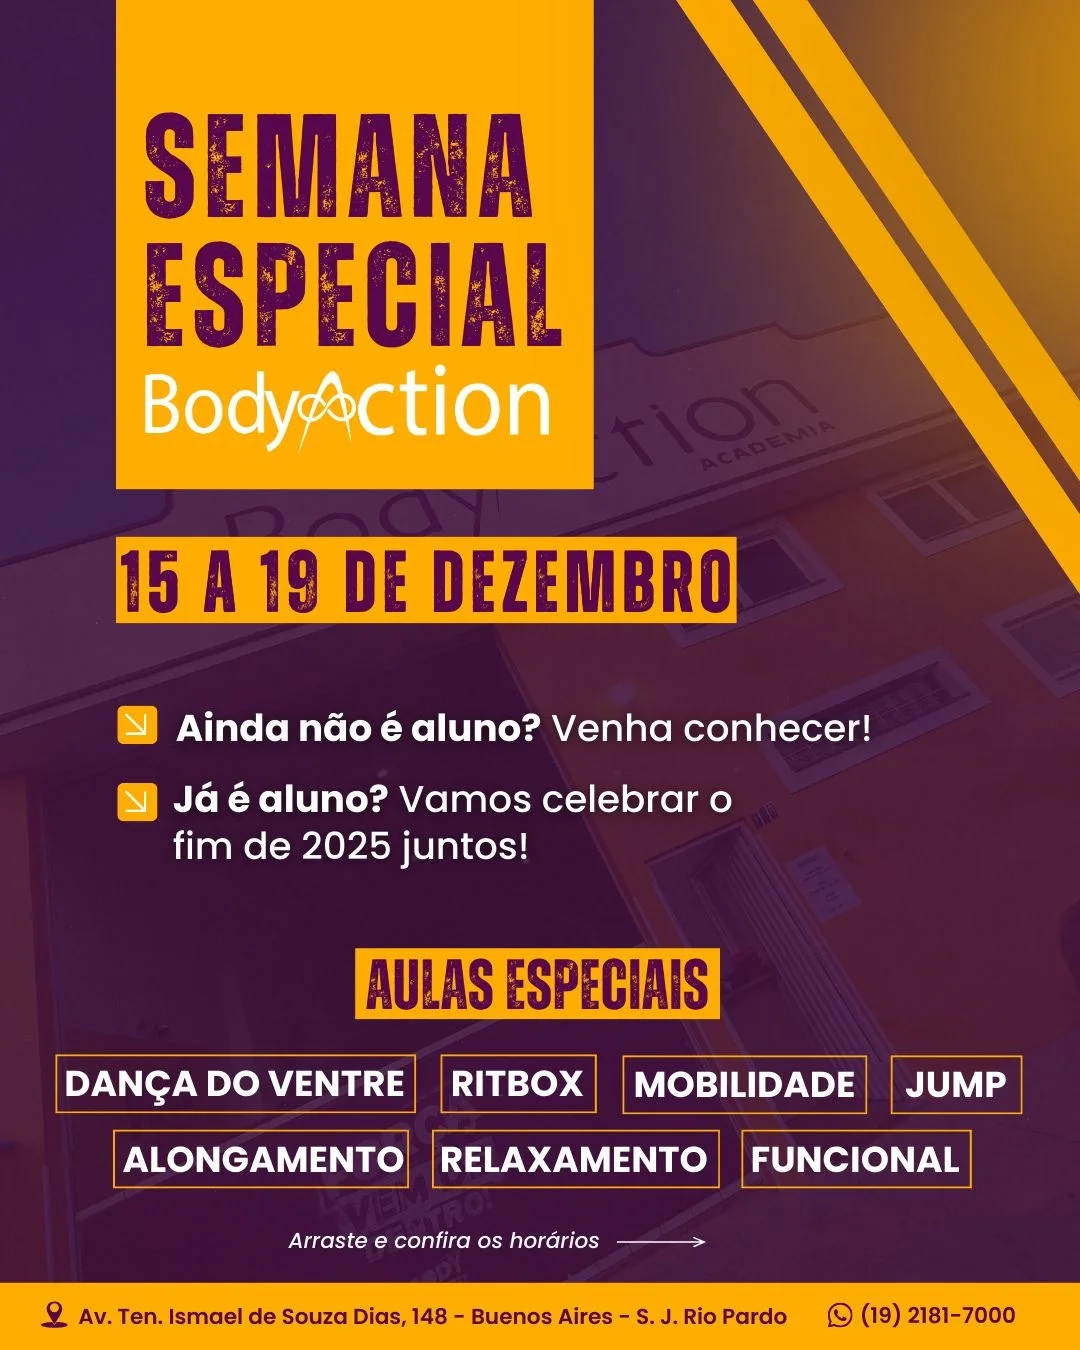 SEMANA
ESPECIAL
BodyAction
BodyAction
ACADEMIA
15 A 19 DE DEZEMBRO
Ainda não é aluno? Venha conhecer!
Já é aluno? Vamos celebrar o
fim de 2025 juntos!
AULAS ESPECIAIS
DANÇA DO VENTRE RITBOX MOBILIDADE JUMP
ALONGAMENTO RELAXAMENTO FUNCIONAL
Arraste e confira os horários
Av. Ten. Ismael de Souza Dias, 148 - Buenos Aires - S. J. Rio Pardo (19) 2181-7000